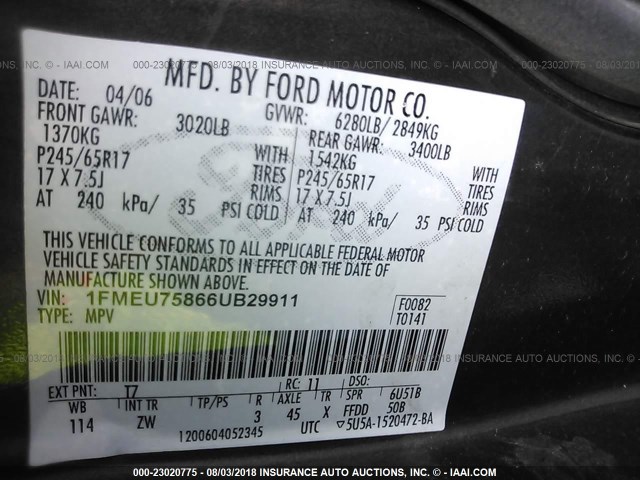 000-23020775 - 08/03/2018 INSURANCE AUTO AUCTIONS, INC. - IAAI.COM
MFD. BY FORD MOTOR CO.
DATE: 04/06 GVWR: 6280LB/ 2849KG
FRONT GAWR: 3020LB REAR GAWR: 3400LB
1370KG WITH 1542KG WITH
P245/65R17 TIRES P245/65R17 TIRES
17 X 7.5J RIMS 17 X 7.5J RIMS
AT 240 kPa/ 35 PSI COLD AT 240 kPa/ 35 PSI COLD
THIS VEHICLE CONFORMS TO ALL APPLICABLE FEDERAL MOTOR
VEHICLE SAFETY STANDARDS IN EFFECT ON THE DATE OF
MANUFACTURE SHOWN ABOVE.
VIN: 1FMEU75866UB29911 F0082
TYPE: MPV T0141
EXT PNT: T7 RC: 11 DSO: 6U51B
WB INT TR TP/PS R AXLE TR SPR 50B
114 ZW 3 45 X FFDD
1200604052345 UTC ▽5U5A-1520472-BA
000-23020775 - 08/03/2018 INSURANCE AUTO AUCTIONS, INC. - IAAI.COM